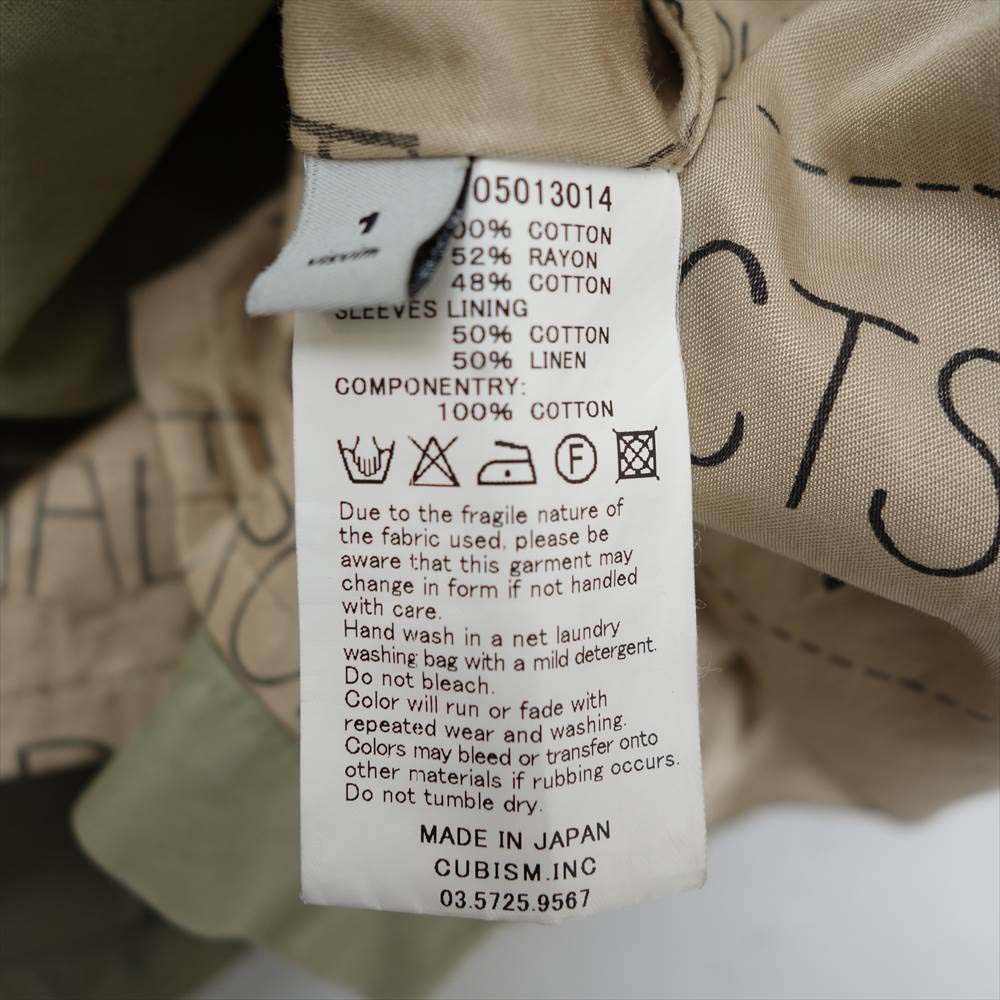 1
visvim
05013014
00% COTTON
52% RAYON
48% COTTON
SLEEVES LINING
50% COTTON
50% LINEN
COMPONENTRY:
100% COTTON
F
Due to the fragile nature of
the fabric used, please be
aware that this garment may
change in form if not handled
with care.
Hand wash in a net laundry
washing bag with a mild detergent.
Do not bleach.
Color will run or fade with
repeated wear and washing.
Colors may bleed or transfer onto
other materials if rubbing occurs.
Do not tumble dry.
MADE IN JAPAN
CUBISM.INC
03.5725.9567
CTS